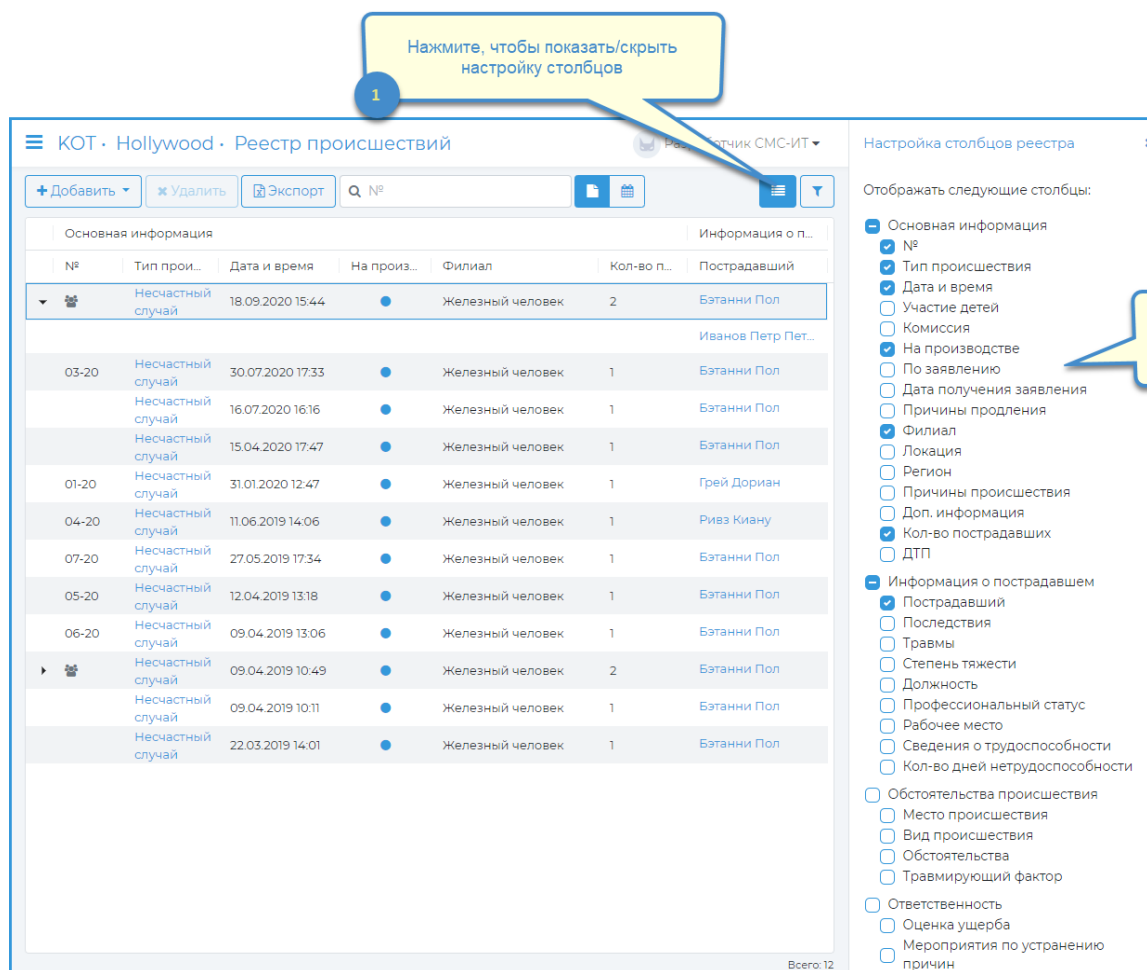 Нажмите, чтобы показать/скрыть
настройку столбцов
1
КОТ · Hollywood · Реестр происшествий
СМС-ИТ
Добавить
Удалить
Экспорт
№
Основная информация
Информация о п...
№ Тип прои... Дата и время На произ... Филиал Кол-во п... Пострадавший
Несчастный случай 18.09.2020 15:44 Железный человек 2 Бэтанни Пол
Иванов Петр Пет...
03-20 Несчастный случай 30.07.2020 17:33 Железный человек 1 Бэтанни Пол
Несчастный случай 16.07.2020 16:16 Железный человек 1 Бэтанни Пол
Несчастный случай 15.04.2020 17:47 Железный человек 1 Бэтанни Пол
01-20 Несчастный случай 31.01.2020 12:47 Железный человек 1 Грей Дориан
04-20 Несчастный случай 11.06.2019 14:06 Железный человек 1 Ривз Киану
07-20 Несчастный случай 27.05.2019 17:34 Железный человек 1 Бэтанни Пол
05-20 Несчастный случай 12.04.2019 13:18 Железный человек 1 Бэтанни Пол
06-20 Несчастный случай 09.04.2019 13:06 Железный человек 1 Бэтанни Пол
Несчастный случай 09.04.2019 10:49 Железный человек 2 Бэтанни Пол
Несчастный случай 09.04.2019 10:11 Железный человек 1 Бэтанни Пол
Несчастный случай 22.03.2019 14:01 Железный человек 1 Бэтанни Пол
Всего: 12
Настройка столбцов реестра
Отображать следующие столбцы:
Основная информация
№
Тип происшествия
Дата и время
Участие детей
Комиссия
На производстве
По заявлению
Дата получения заявления
Причины продления
Филиал
Локация
Регион
Причины происшествия
Доп. информация
Кол-во пострадавших
ДТП
Информация о пострадавшем
Пострадавший
Последствия
Травмы
Степень тяжести
Должность
Профессиональный статус
Рабочее место
Сведения о трудоспособности
Кол-во дней нетрудоспособности
Обстоятельства происшествия
Место происшествия
Вид происшествия
Обстоятельства
Травмирующий фактор
Ответственность
Оценка ущерба
Мероприятия по устранению
причин